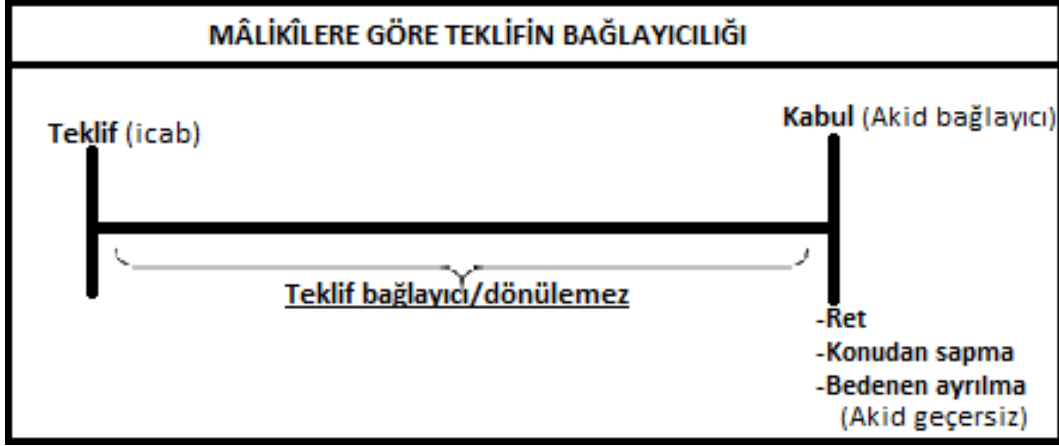 MÂLİKÎLERE GÖRE TEKLİFİN BAĞLAYICILIĞI
Teklif (icab)
Kabul (Akid bağlayıcı)
Teklif bağlayıcı/dönülemez
-Ret
-Konudan sapma
-Bedenen ayrılma
(Akid geçersiz)